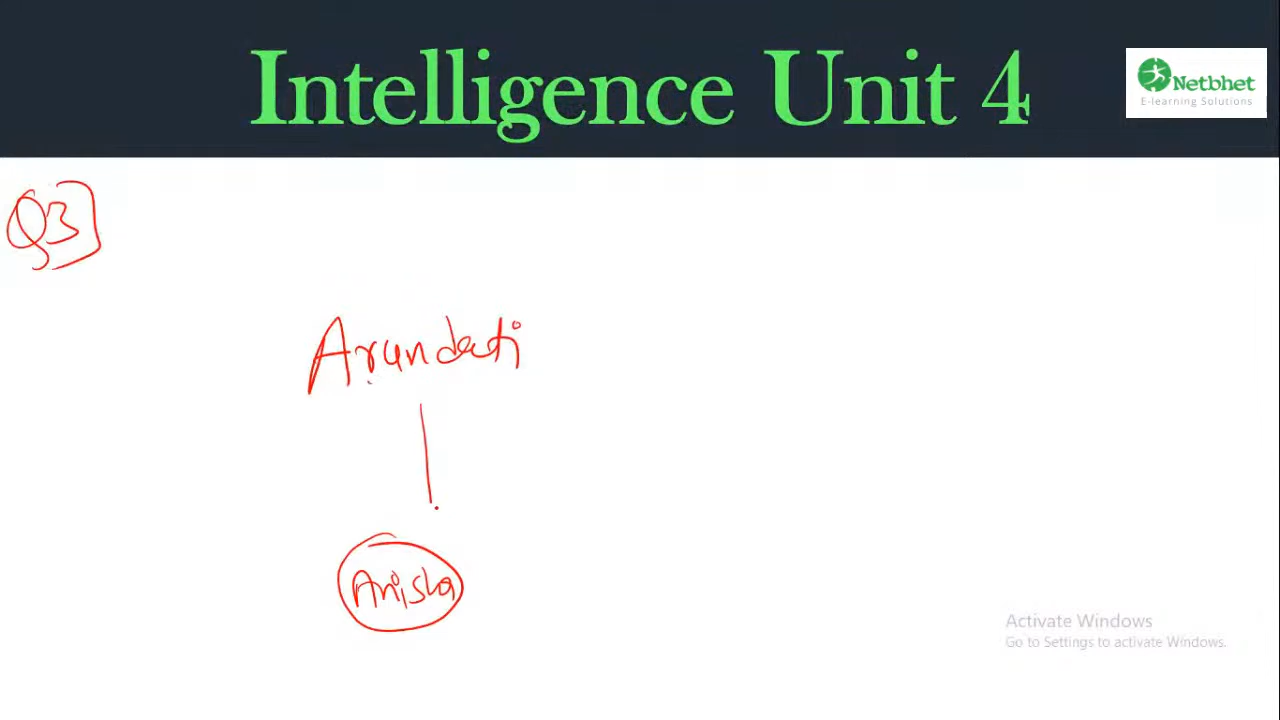 Intelligence Unit 4
Netbhet
E-learning Solutions
Q3
Arundati
Anisha
Activate Windows
Go to Settings to activate Windows.